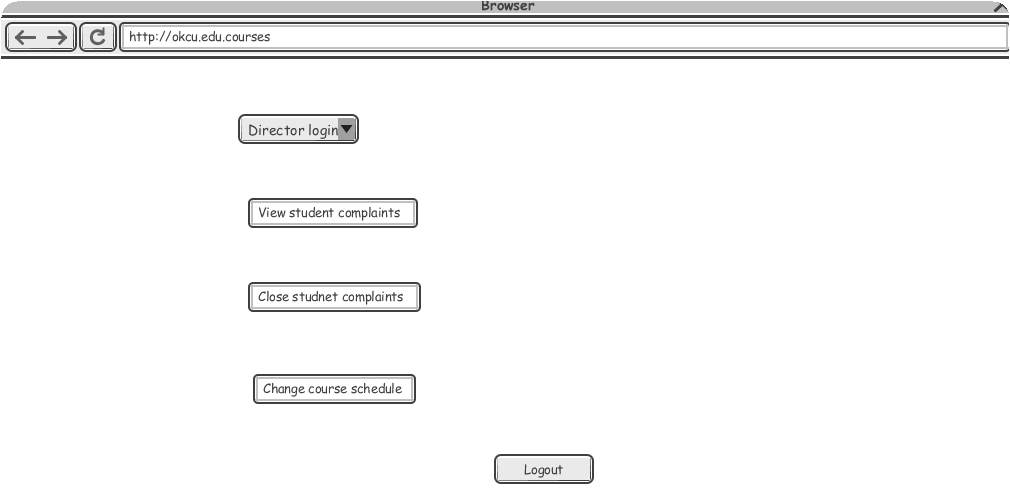 Browser
http://okcu.edu.courses
Director login
View student complaints
Close studnet complaints
Change course schedule
Logout